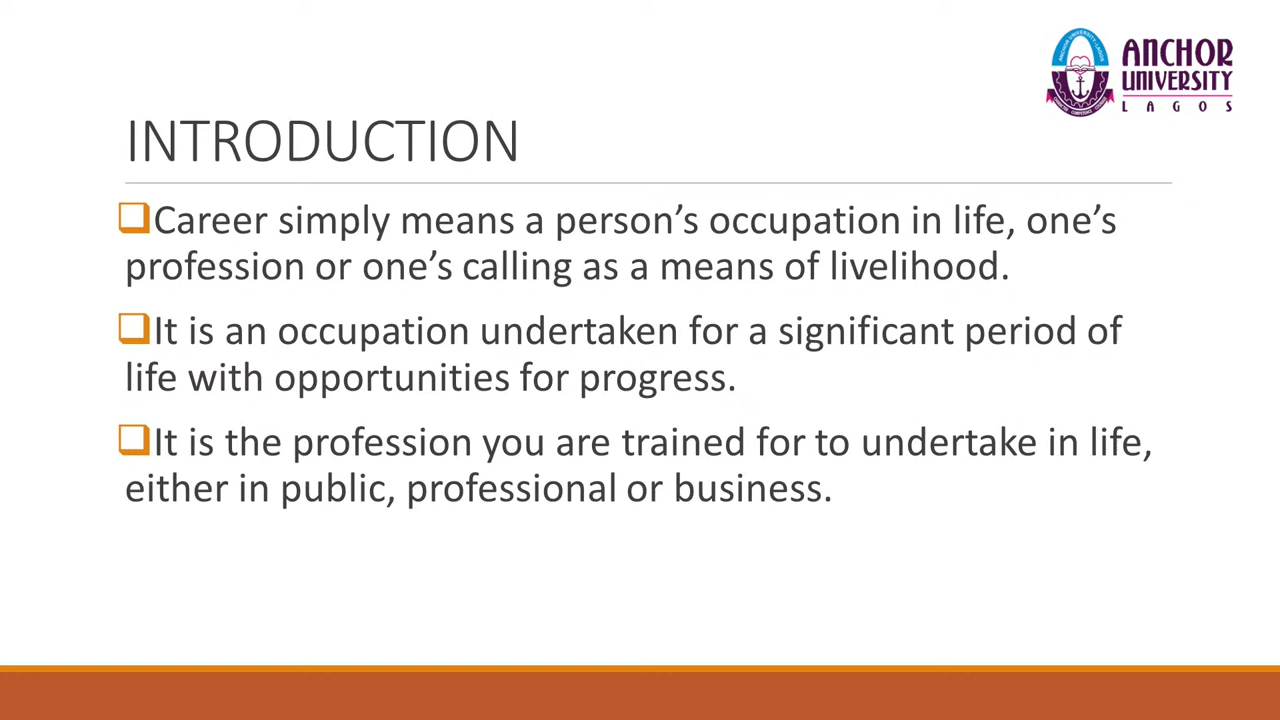 ANCHOR
UNIVERSITY
LAGOS
INTRODUCTION
Career simply means a person’s occupation in life, one’s
profession or one’s calling as a means of livelihood.
It is an occupation undertaken for a significant period of
life with opportunities for progress.
It is the profession you are trained for to undertake in life,
either in public, professional or business.